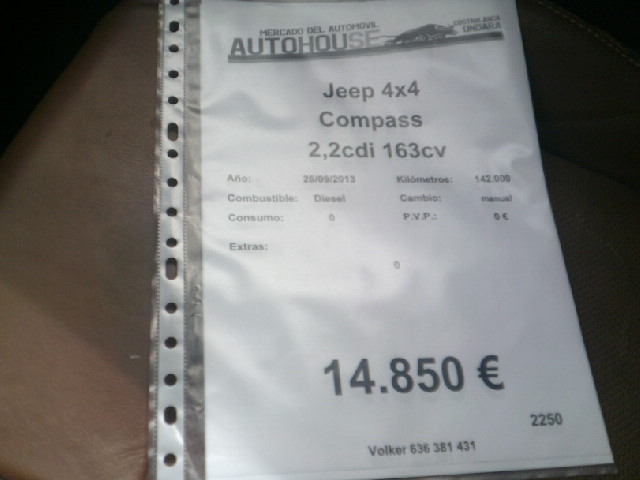 MERCADO DEL AUTOMOVIL
AUTOHOUSE
ONDARA
Jeep 4x4
Compass
2,2cdi 163cv
Año: 26/09/2013 Kilómetros: 142.000
Combustible: Diesel Cambio: manual
Consumo: 0 P.V.P.: 0 €
Extras:
0
14.850 €
2250
Volker 636 381 431